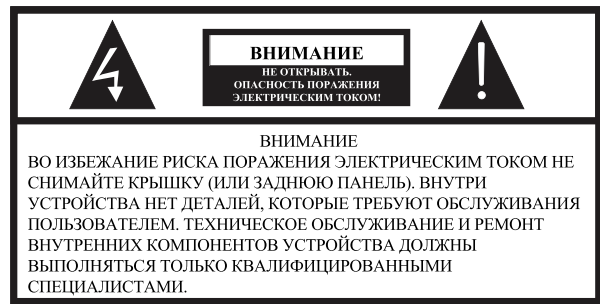 ВНИМАНИЕ
НЕ ОТКРЫВАТЬ.
ОПАСНОСТЬ ПОРАЖЕНИЯ
ЭЛЕКТРИЧЕСКИМ ТОКОМ!
ВНИМАНИЕ
ВО ИЗБЕЖАНИЕ РИСКА ПОРАЖЕНИЯ ЭЛЕКТРИЧЕСКИМ ТОКОМ НЕ
СНИМАЙТЕ КРЫШКУ (ИЛИ ЗАДНЮЮ ПАНЕЛЬ). ВНУТРИ
УСТРОЙСТВА НЕТ ДЕТАЛЕЙ, КОТОРЫЕ ТРЕБУЮТ ОБСЛУЖИВАНИЯ
ПОЛЬЗОВАТЕЛЕМ. ТЕХНИЧЕСКОЕ ОБСЛУЖИВАНИЕ И РЕМОНТ
ВНУТРЕННИХ КОМПОНЕНТОВ УСТРОЙСТВА ДОЛЖНЫ
ВЫПОЛНЯТЬСЯ ТОЛЬКО КВАЛИФИЦИРОВАННЫМИ
СПЕЦИАЛИСТАМИ.